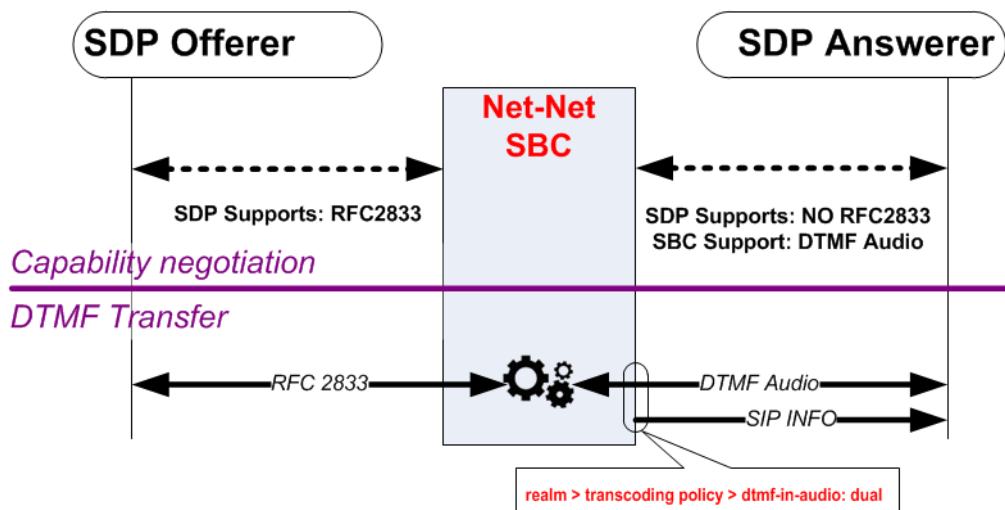 SDP Offerer
SDP Answerer
Net-Net
SBC
SDP Supports: RFC2833
SDP Supports: NO RFC2833
SBC Support: DTMF Audio
Capability negotiation
DTMF Transfer
RFC 2833
DTMF Audio
SIP INFO
realm > transcoding policy > dtmf-in-audio: dual